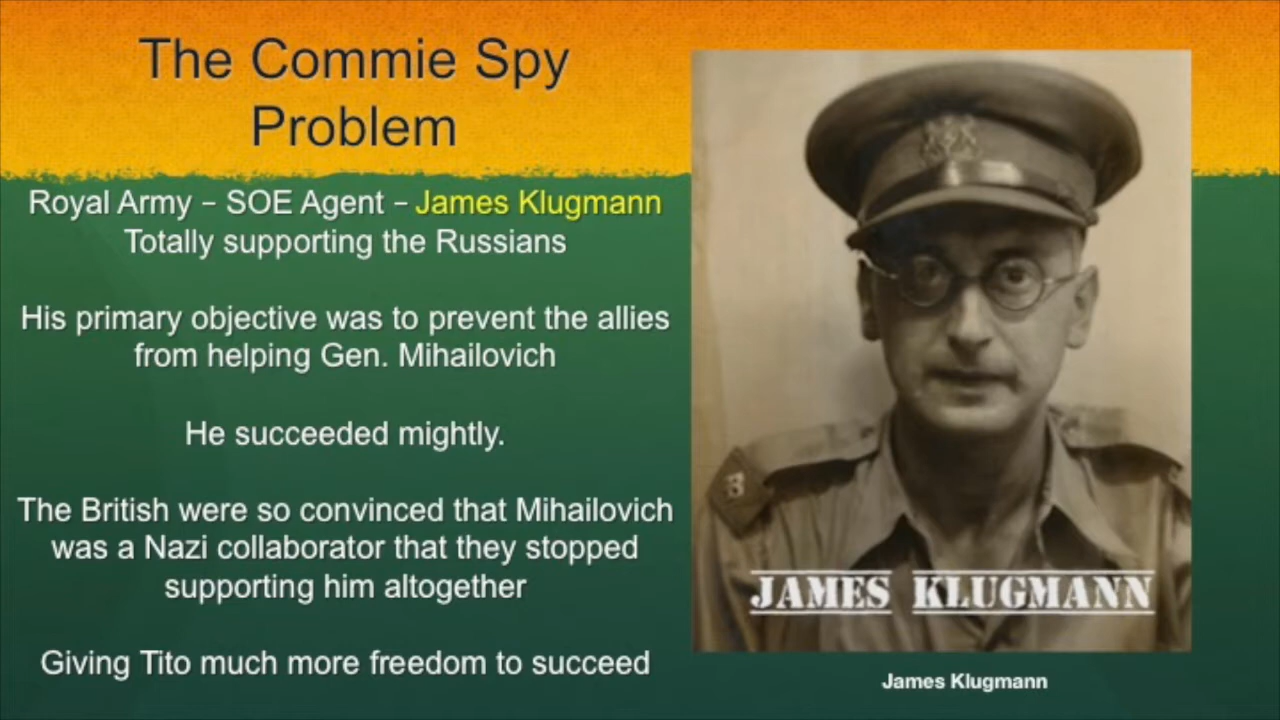 The Commie Spy
Problem
Royal Army – SOE Agent – James Klugmann
Totally supporting the Russians
His primary objective was to prevent the allies
from helping Gen. Mihailovich
He succeeded mightly.
The British were so convinced that Mihailovich
was a Nazi collaborator that they stopped
supporting him altogether
Giving Tito much more freedom to succeed
3
JAMES KLUGMANN
James Klugmann